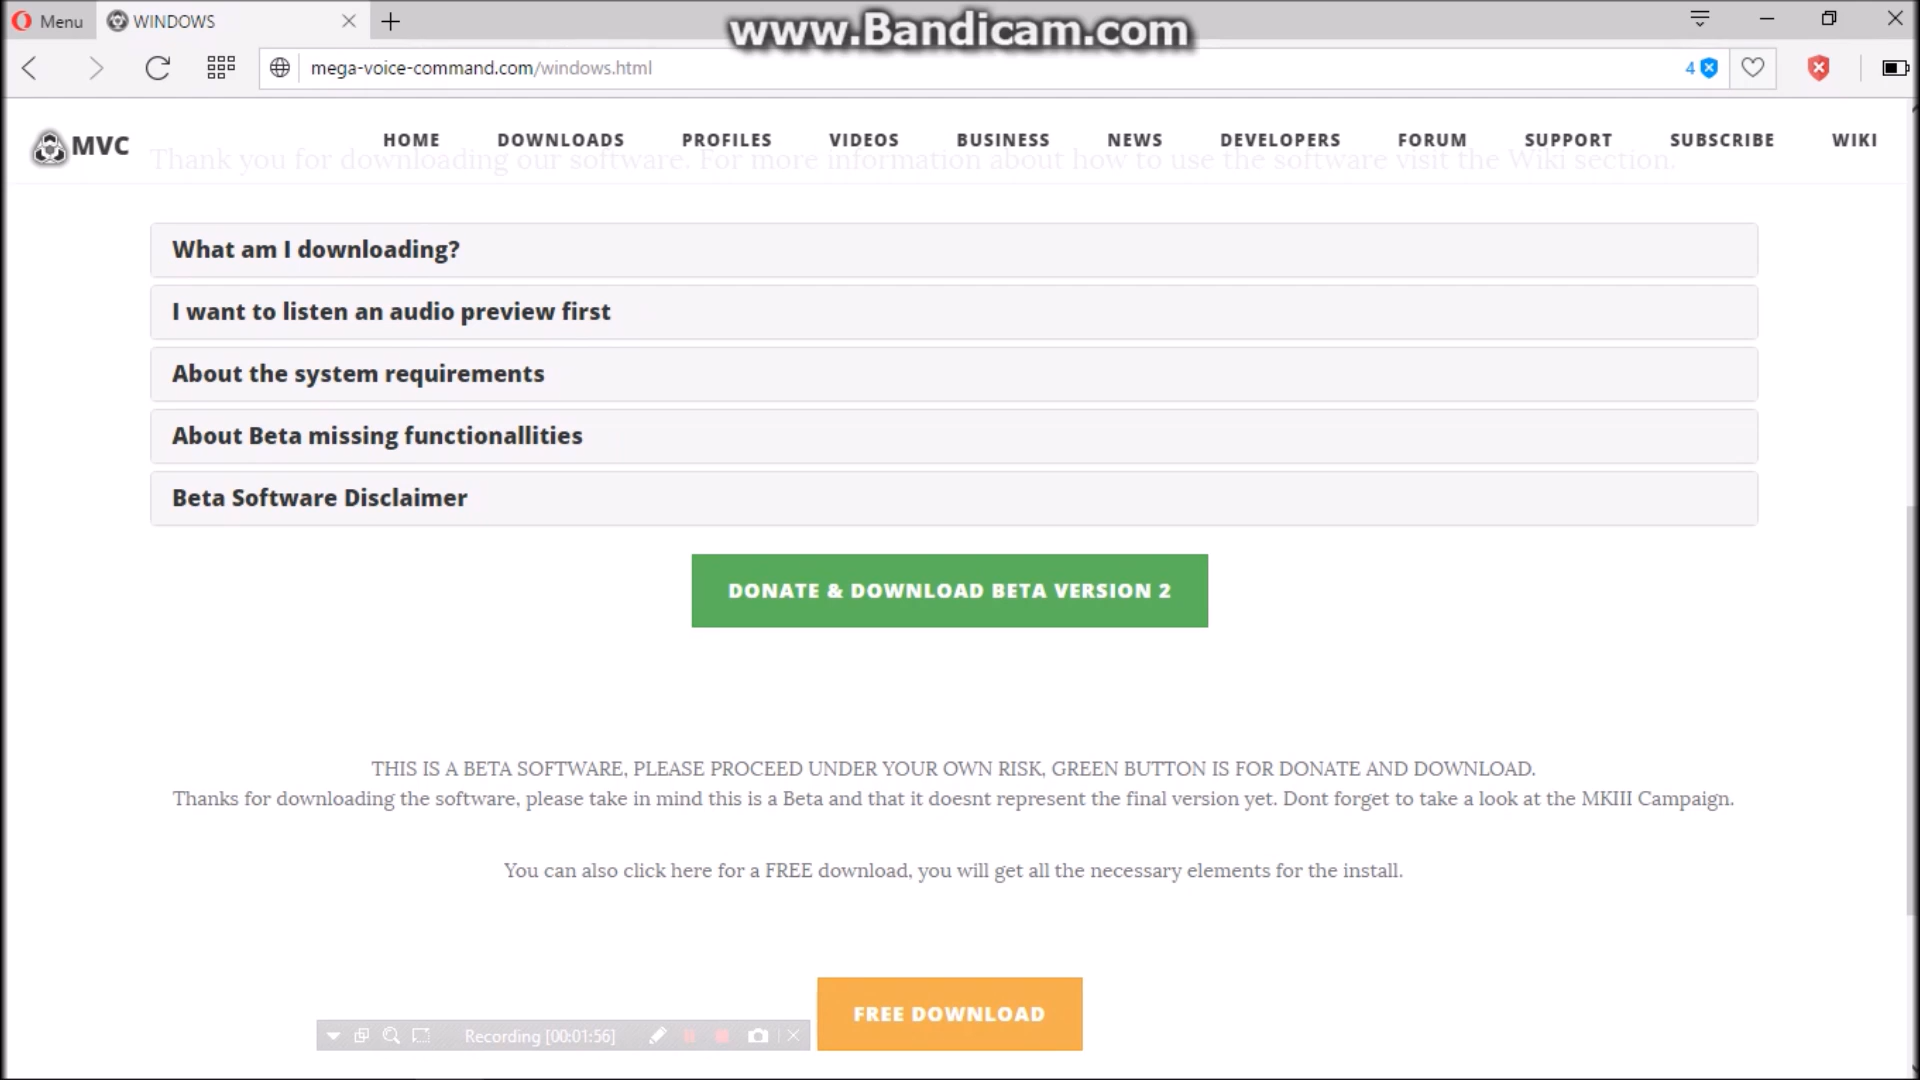 www.Bandicam.com
Menu
WINDOWS
mega-voice-command.com/windows.html
4
MVC
HOME
DOWNLOADS
PROFILES
VIDEOS
BUSINESS
NEWS
DEVELOPERS
FORUM
SUPPORT
SUBSCRIBE
WIKI
Thank you for downloading our software. For more information about how to use the software visit the Wiki section.
What am I downloading?
I want to listen an audio preview first
About the system requirements
About Beta missing functionallities
Beta Software Disclaimer
DONATE & DOWNLOAD BETA VERSION 2
THIS IS A BETA SOFTWARE, PLEASE PROCEED UNDER YOUR OWN RISK, GREEN BUTTON IS FOR DONATE AND DOWNLOAD.
Thanks for downloading the software, please take in mind this is a Beta and that it doesnt represent the final version yet. Dont forget to take a look at the MKIII Campaign.
You can also click here for a FREE download, you will get all the necessary elements for the install.
FREE DOWNLOAD
Recording [00:01:56]